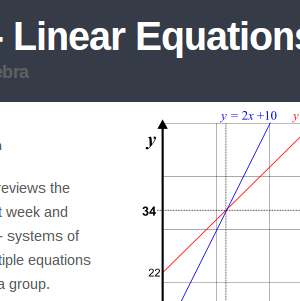 - Linear Equations
ebra
reviews the
t week and
- systems of
tiple equations
a group.
y = 2x +10
y
y
34
22